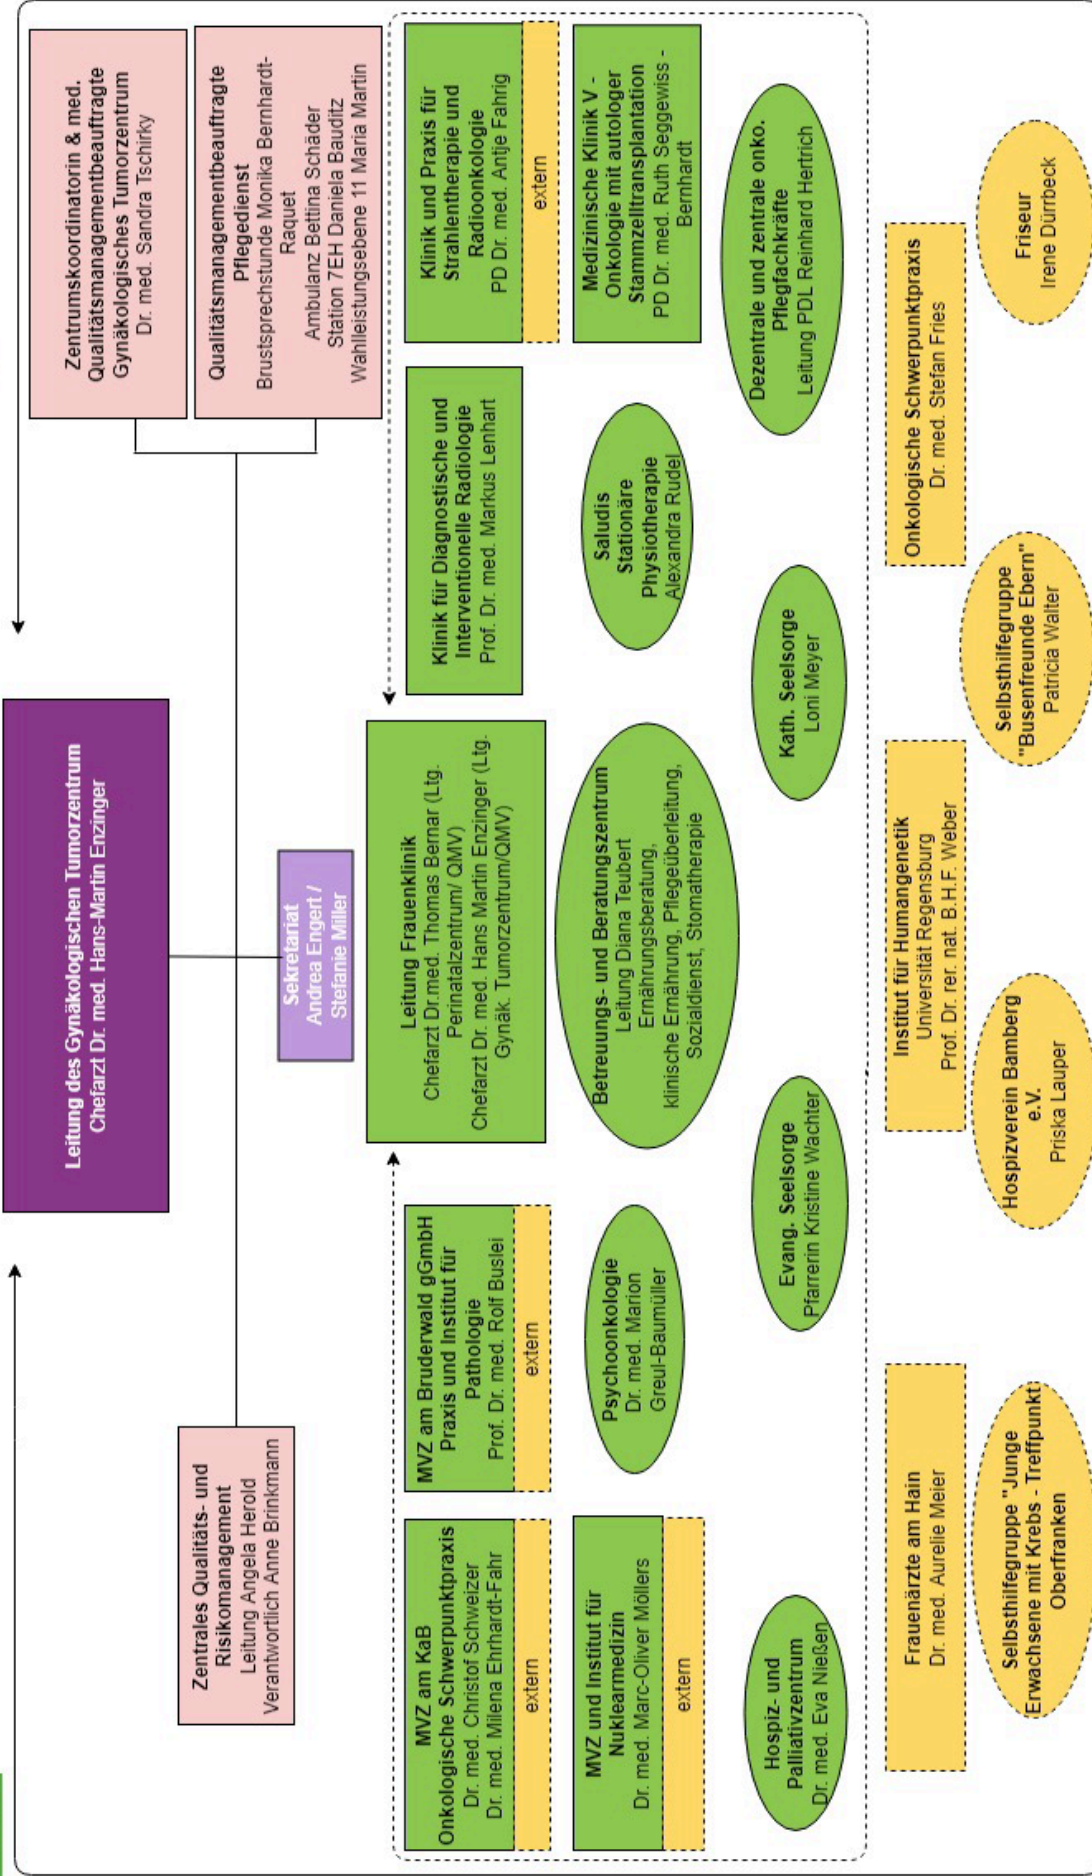 Leitung des Gynäkologischen Tumorzentrum
Chefarzt Dr. med. Hans-Martin Enzinger
Zentrumskoordinatorin & med.
Qualitätsmanagementbeauftragte
Gynäkologisches Tumorzentrum
Dr. med. Sandra Tschirky
Zentrales Qualitäts- und
Risikomanagement
Leitung Angela Herold
Verantwortlich Anne Brinkmann
Qualitätsmanagementbeauftragte
Pflegedienst
Brustsprechstunde Monika Bernhardt-
Raquet
Ambulanz Bettina Schäder
Station 7EH Daniela Bauditz
Wahlleistungsebene 11 Maria Martin
Sekretariat
Andrea Engert /
Stefanie Miller
MVZ am KaB
Onkologische Schwerpunktpraxis
Dr. med. Christof Schweizer
Dr. med. Milena Ehrhardt-Fahr
extern
MVZ am Bruderwald gGmbH
Praxis und Institut für
Pathologie
Prof. Dr. med. Rolf Buslei
extern
Leitung Frauenklinik
Chefarzt Dr.med. Thomas Bernar (Ltg.
Perinatalzentrum/ QMV)
Chefarzt Dr. med. Hans Martin Enzinger (Ltg.
Gynäk. Tumorzentrum/QMV)
Klinik für Diagnostische und
Interventionelle Radiologie
Prof. Dr. med. Markus Lenhart
Klinik und Praxis für
Strahlentherapie und
Radioonkologie
PD Dr. med. Antje Fahrig
extern
MVZ und Institut für
Nuklearmedizin
Dr. med. Marc-Oliver Möllers
extern
Psychoonkologie
Dr. med. Marion
Greul-Baumüller
Betreuungs- und Beratungszentrum
Leitung Diana Teubert
Ernährungsberatung,
klinische Ernährung, Pflegeüberleitung,
Sozialdienst, Stomatherapie
Saludis
Stationäre
Physiotherapie
Alexandra Rudel
Medizinische Klinik V -
Onkologie mit autologer
Stammzelltransplantation
PD Dr. med. Ruth Seggewiss -
Bernhardt
Hospiz- und
Palliativzentrum
Dr. med. Eva Nießen
Evang. Seelsorge
Pfarrerin Kristine Wachter
Kath. Seelsorge
Loni Meyer
Dezentrale und zentrale onko.
Pflegfachkräfte
Leitung PDL Reinhard Hertrich
Frauenärzte am Hain
Dr. med. Aurelie Meier
Institut für Humangenetik
Universität Regensburg
Prof. Dr. rer. nat. B.H.F. Weber
Onkologische Schwerpunktpraxis
Dr. med. Stefan Fries
Selbsthilfegruppe "Junge
Erwachsene mit Krebs - Treffpunkt
Oberfranken
Hospizverein Bamberg
e.V.
Priska Lauper
Selbsthilfegruppe
"Busenfreunde Ebern"
Patricia Walter
Friseur
Irene Dürrbeck